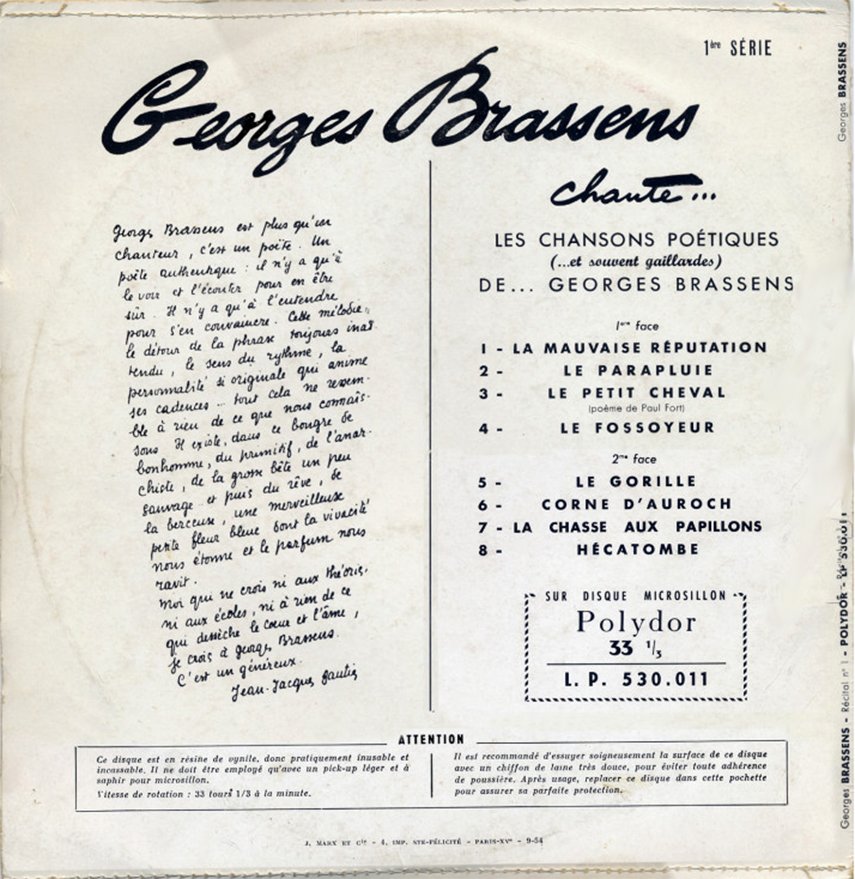 1ère SÉRIE
Georges Brassens
chante...
LES CHANSONS POÉTIQUES
(...et souvent gaillardes)
DE... GEORGES BRASSENS
1ère face
1 - LA MAUVAISE RÉPUTATION
2 - LE PARAPLUIE
3 - LE PETIT CHEVAL
(poème de Paul Fort)
4 - LE FOSSOYEUR
2me face
5 - LE GORILLE
6 - CORNE D'AUROCH
7 - LA CHASSE AUX PAPILLONS
8 - HÉCATOMBE
SUR DISQUE MICROSILLON
Polydor
33 1/3
L. P. 530.011
Georges Brassens est plus qu'un
chanteur, c'est un poète. Un
poète authentique : il n'y a qu'à
le voir et l'écouter pour en être
sûr. Il n'y a qu'à l'entendre
pour s'en convaincre. Cette mélodie,
le détour de la phrase toujours inat-
tendu, le sens du rythme, la
personnalité si originale qui anime
ses cadences... tout cela ne ressem-
ble à rien de ce que nous connais-
sons. Il existe, dans ce bougre de
bonhomme, du primitif, de l'anar-
chiste, de la grosse bête un peu
sauvage... et puis du rêve, de
la berceuse, une merveilleuse
petite fleur bleue dont la vivacité
nous étonne et le parfum nous
ravit.
Moi qui ne crois ni aux théories,
ni aux écoles, ni à rien de ce
qui dessèche le cœur et l'âme,
je crois à Georges Brassens.
C'est un généreux.
Jean-Jacques Gautier
ATTENTION
Ce disque est en résine de vynile, donc pratiquement inusable et
incassable. Il ne doit être employé qu'avec un pick-up léger et à
saphir pour microsillon.
Vitesse de rotation : 33 tours 1/3 à la minute.
Il est recommandé d'essuyer soigneusement la surface de ce disque
avec un chiffon de laine très douce, pour éviter toute adhérence
de poussière. Après usage, replacer ce disque dans cette pochette
pour assurer sa parfaite protection.
J. MARX ET Cie - 4, IMP. STE-FÉLICITÉ - PARIS-XVe - 9-54
Georges BRASSENS
Georges BRASSENS - Récital n° 1 - POLYDOR - LP 530.011